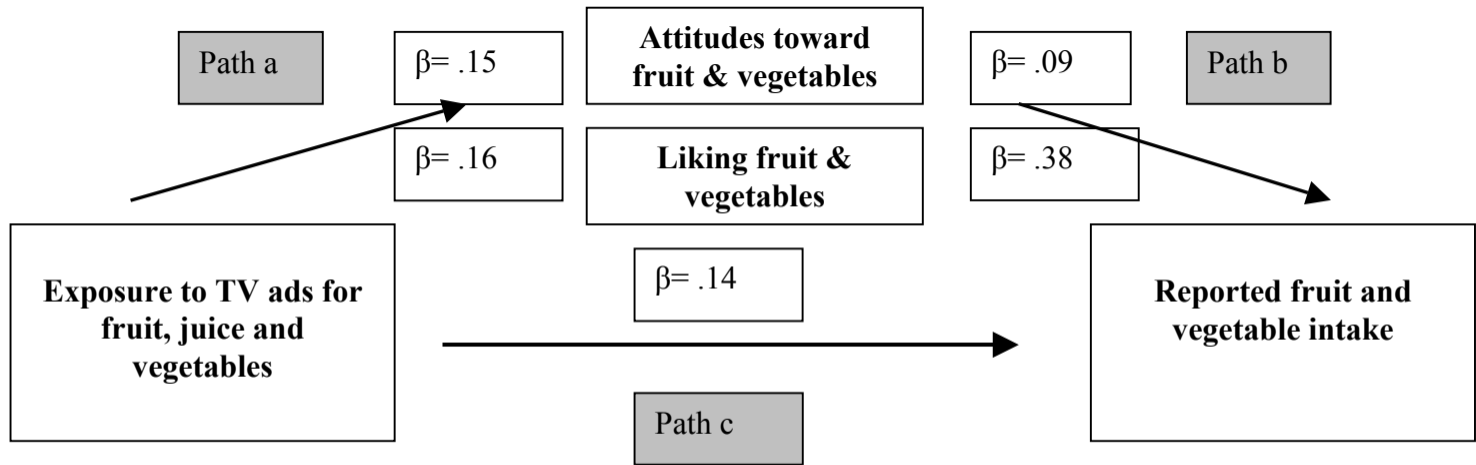 Path a
β= .15
Attitudes toward
fruit & vegetables
β= .09
Path b
β= .16
Liking fruit &
vegetables
β= .38
Exposure to TV ads for
fruit, juice and
vegetables
β= .14
Reported fruit and
vegetable intake
Path c